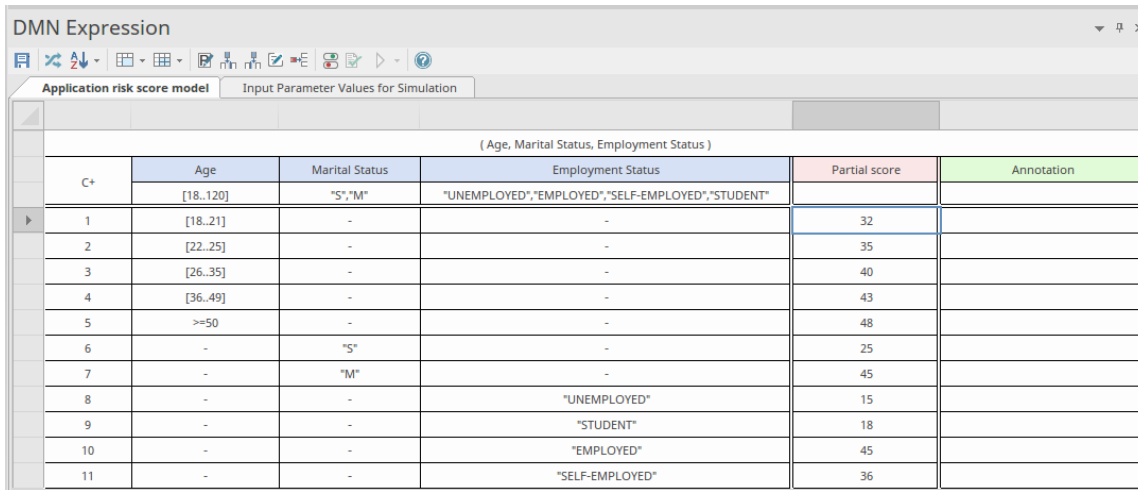 DMN Expression
Application risk score model Input Parameter Values for Simulation
( Age, Marital Status, Employment Status )
C+ Age Marital Status Employment Status Partial score Annotation
[18..120] "S","M" "UNEMPLOYED","EMPLOYED","SELF-EMPLOYED","STUDENT"
1 [18..21] - - 32
2 [22..25] - - 35
3 [26..35] - - 40
4 [36..49] - - 43
5 >=50 - - 48
6 - "S" - 25
7 - "M" - 45
8 - - "UNEMPLOYED" 15
9 - - "STUDENT" 18
10 - - "EMPLOYED" 45
11 - - "SELF-EMPLOYED" 36